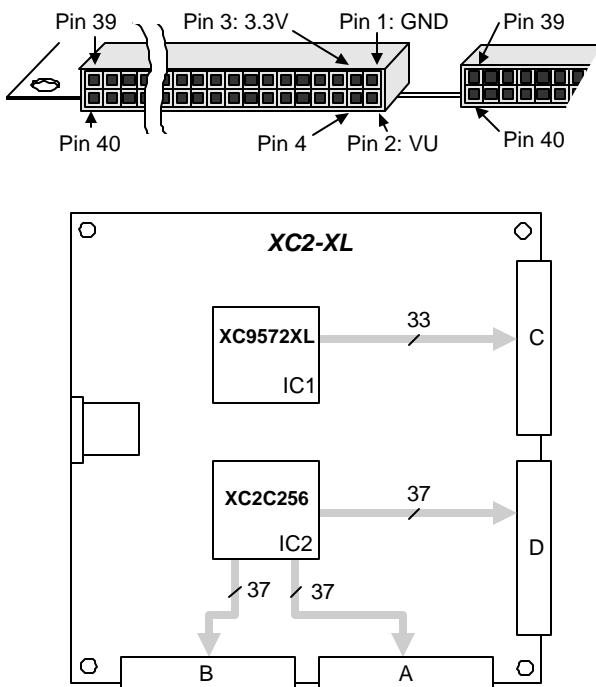 Pin 39 Pin 3: 3.3V Pin 1: GND Pin 39
Pin 40 Pin 4 Pin 2: VU Pin 40
XC2-XL
XC9572XL
IC1
33
C
XC2C256
IC2
37
D
37 37
B A